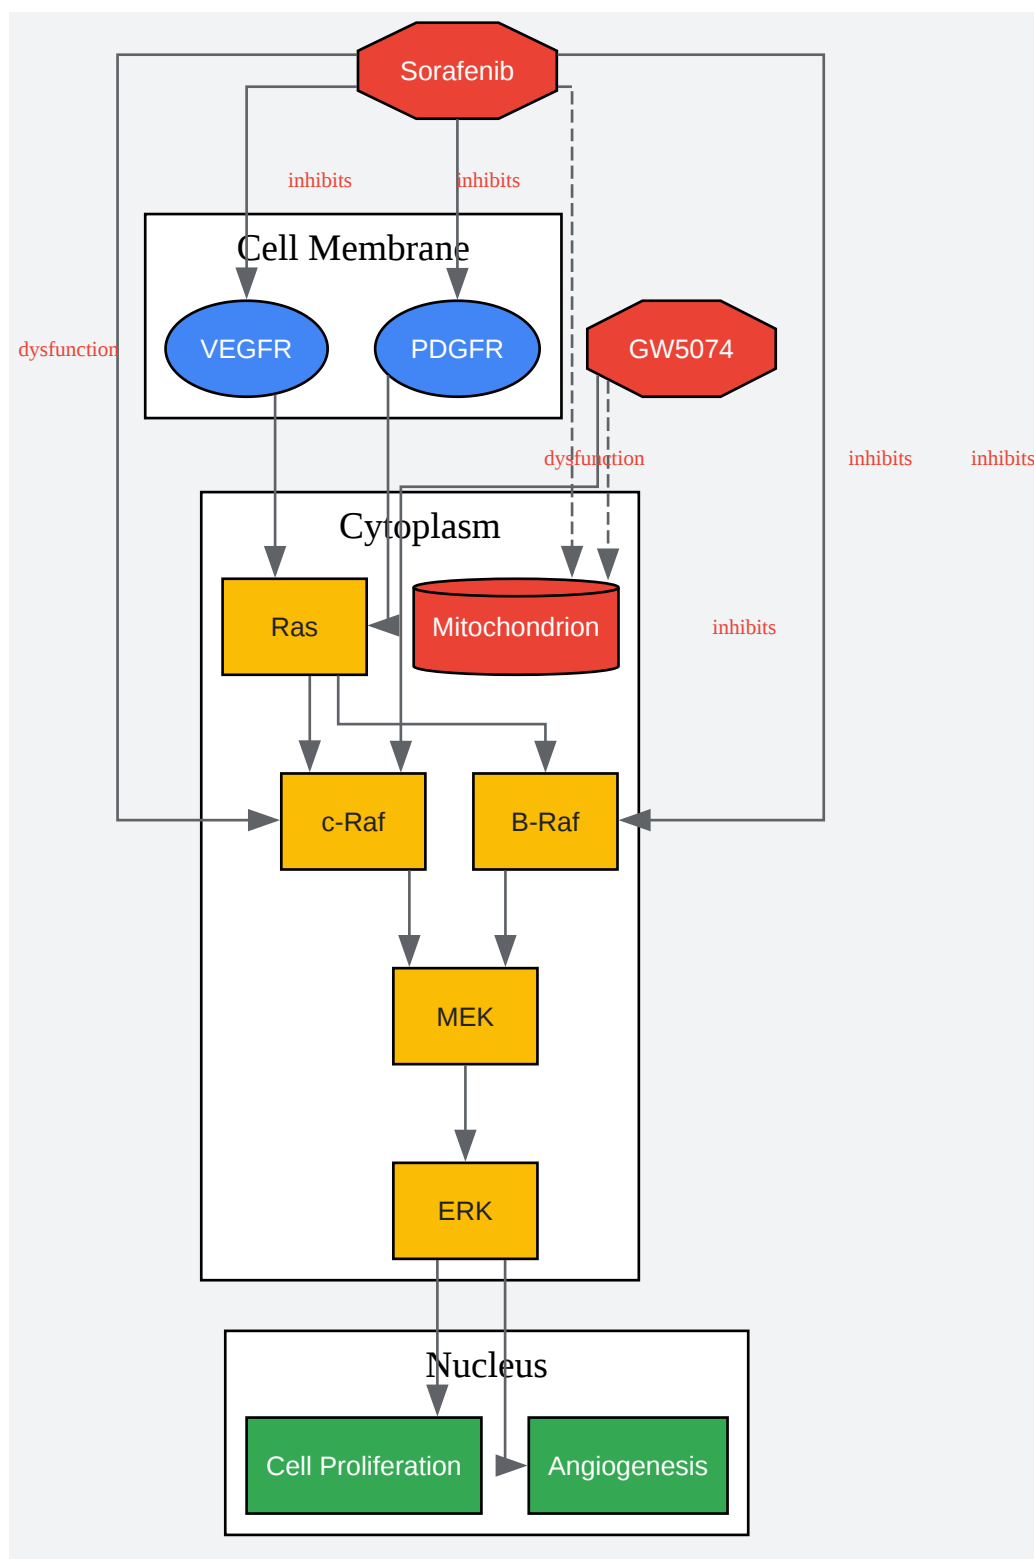 Sorafenib
inhibits
inhibits
Cell Membrane
VEGFR
PDGFR
GW5074
dysfunction
dysfunction
inhibits
inhibits
Cytoplasm
Ras
Mitochondrion
inhibits
c-Raf
B-Raf
MEK
ERK
Nucleus
Cell Proliferation
Angiogenesis